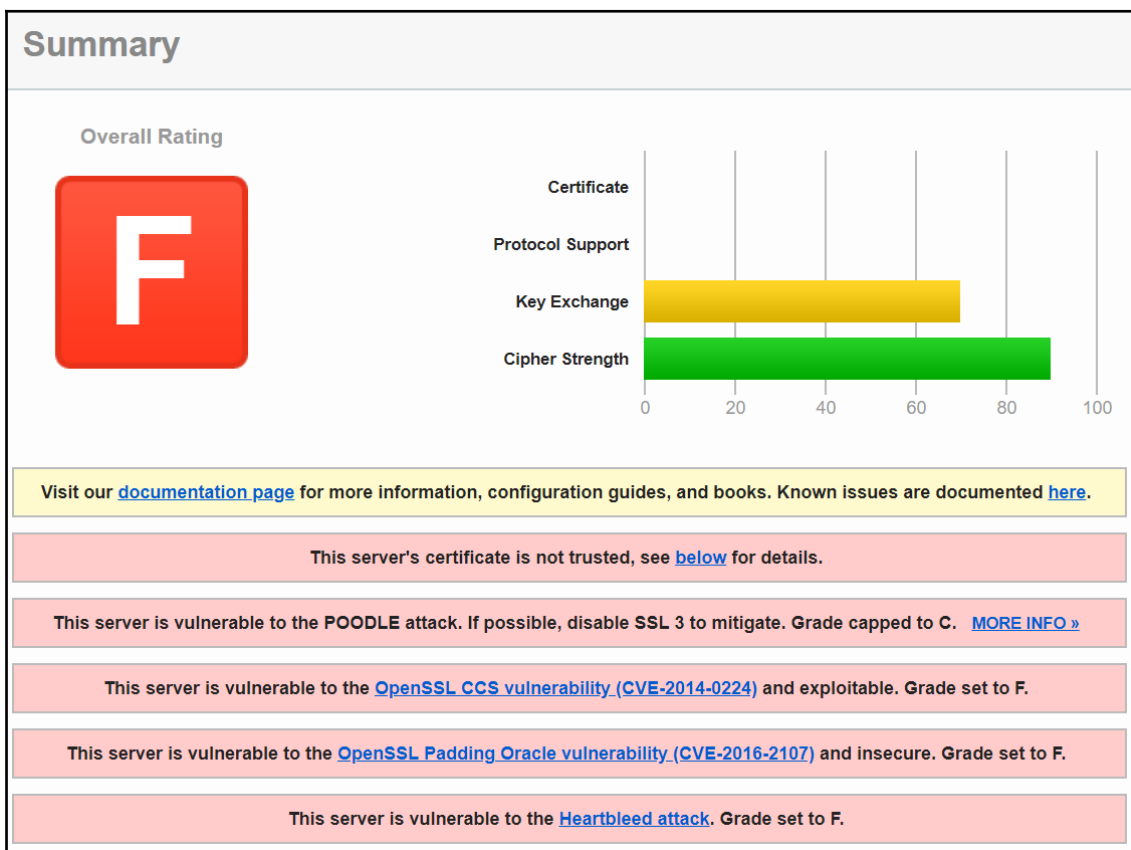 Summary
Overall Rating
F
Certificate
Protocol Support
Key Exchange
Cipher Strength
0 20 40 60 80 100
Visit our documentation page for more information, configuration guides, and books. Known issues are documented here.
This server's certificate is not trusted, see below for details.
This server is vulnerable to the POODLE attack. If possible, disable SSL 3 to mitigate. Grade capped to C. MORE INFO »
This server is vulnerable to the OpenSSL CCS vulnerability (CVE-2014-0224) and exploitable. Grade set to F.
This server is vulnerable to the OpenSSL Padding Oracle vulnerability (CVE-2016-2107) and insecure. Grade set to F.
This server is vulnerable to the Heartbleed attack. Grade set to F.